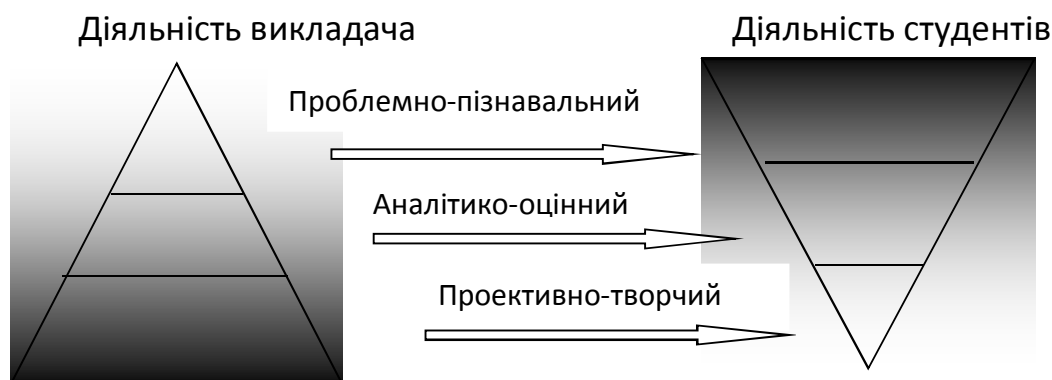 Діяльність викладача
Діяльність студентів
Проблемно-пізнавальний
Аналітико-оцінний
Проективно-творчий